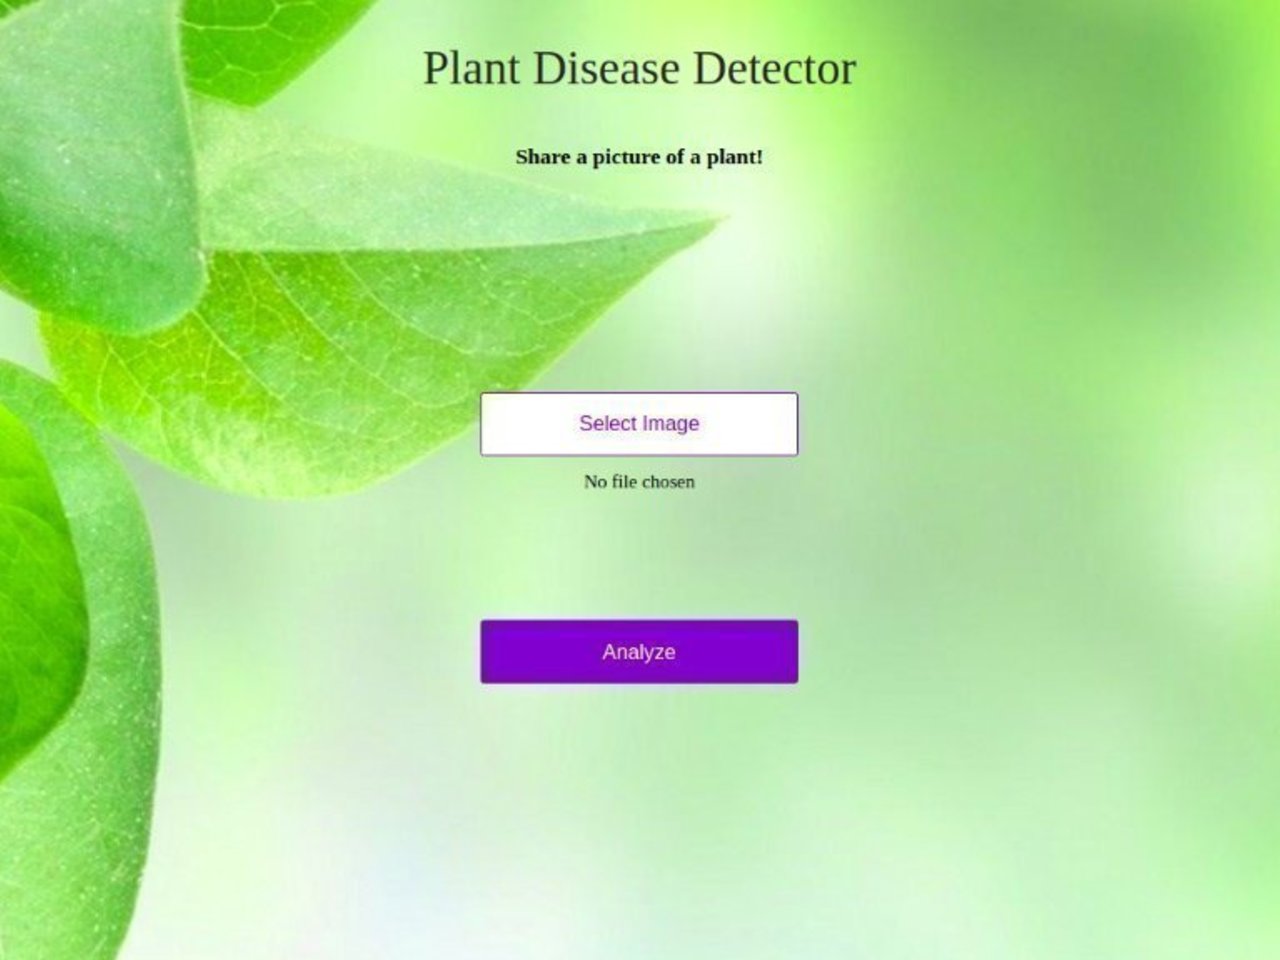 Plant Disease Detector
Share a picture of a plant!
Select Image
No file chosen
Analyze